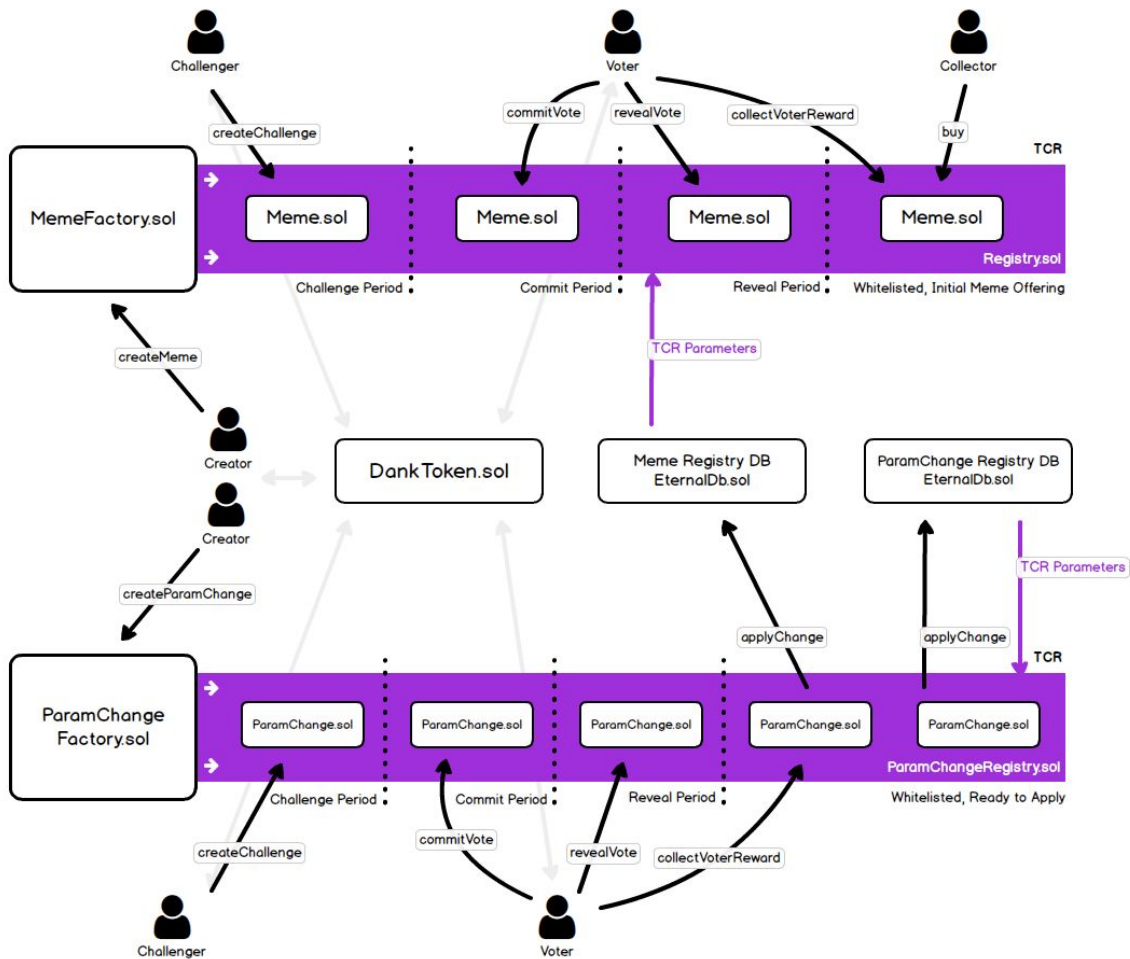 Challenger
Voter
Collector
createChallenge
commitVote
revealVote
collectVoterReward
buy
TCR
MemeFactory.sol
Meme.sol
Meme.sol
Meme.sol
Meme.sol
Registry.sol
Challenge Period
Commit Period
Reveal Period
Whitelisted, Initial Meme Offering
createMeme
TCR Parameters
Creator
DankToken.sol
Meme Registry DB
EternalDb.sol
ParamChange Registry DB
EternalDb.sol
Creator
createParamChange
TCR Parameters
applyChange
applyChange
TCR
ParamChange
Factory.sol
ParamChange.sol
ParamChange.sol
ParamChange.sol
ParamChange.sol
ParamChange.sol
ParamChangeRegistry.sol
Challenge Period
Commit Period
Reveal Period
Whitelisted, Ready to Apply
createChallenge
commitVote
revealVote
collectVoterReward
Challenger
Voter